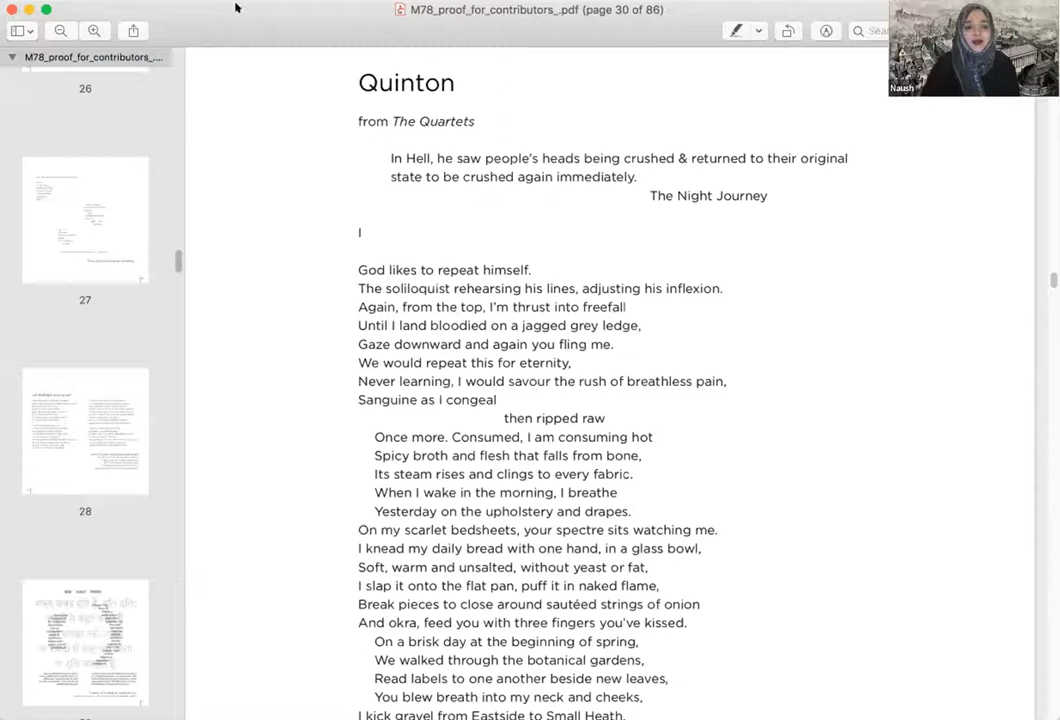 M78_proof_for_contributors_.pdf (page 30 of 86)
Sea
Naush
M78_proof_for_contributors_....
26
27
28
Quinton
from The Quartets
In Hell, he saw people's heads being crushed & returned to their original
state to be crushed again immediately.
The Night Journey
I
God likes to repeat himself.
The soliloquist rehearsing his lines, adjusting his inflexion.
Again, from the top, I'm thrust into freefall
Until I land bloodied on a jagged grey ledge,
Gaze downward and again you fling me.
We would repeat this for eternity,
Never learning, I would savour the rush of breathless pain,
Sanguine as I congeal
then ripped raw
Once more. Consumed, I am consuming hot
Spicy broth and flesh that falls from bone,
Its steam rises and clings to every fabric.
When I wake in the morning, I breathe
Yesterday on the upholstery and drapes.
On my scarlet bedsheets, your spectre sits watching me.
I knead my daily bread with one hand, in a glass bowl,
Soft, warm and unsalted, without yeast or fat,
I slap it onto the flat pan, puff it in naked flame,
Break pieces to close around sautéed strings of onion
And okra, feed you with three fingers you've kissed.
On a brisk day at the beginning of spring,
We walked through the botanical gardens,
Read labels to one another beside new leaves,
You blew breath into my neck and cheeks,
I kick gravel from Eastside to Small Heath.